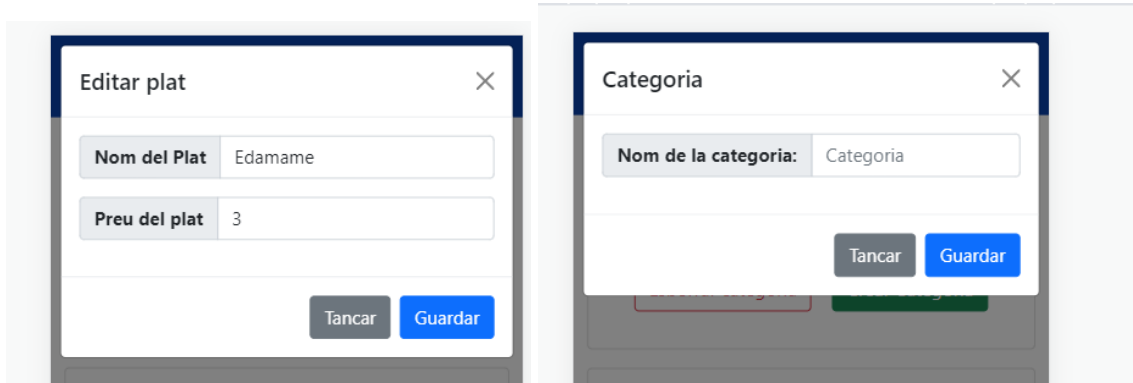 Editar plat
Nom del Plat Edamame
Preu del plat 3
Tancar Guardar
Categoria
Nom de la categoria: Categoria
Tancar Guardar